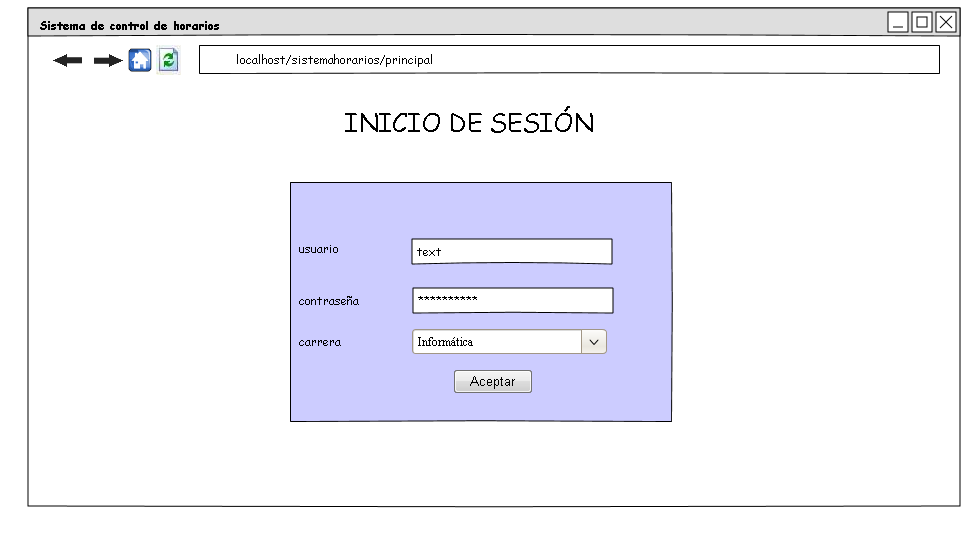 Sistema de control de horarios
localhost/sistemahorarios/principal
INICIO DE SESIÓN
usuario
text
contraseña
**********
carrera
Informática
Aceptar